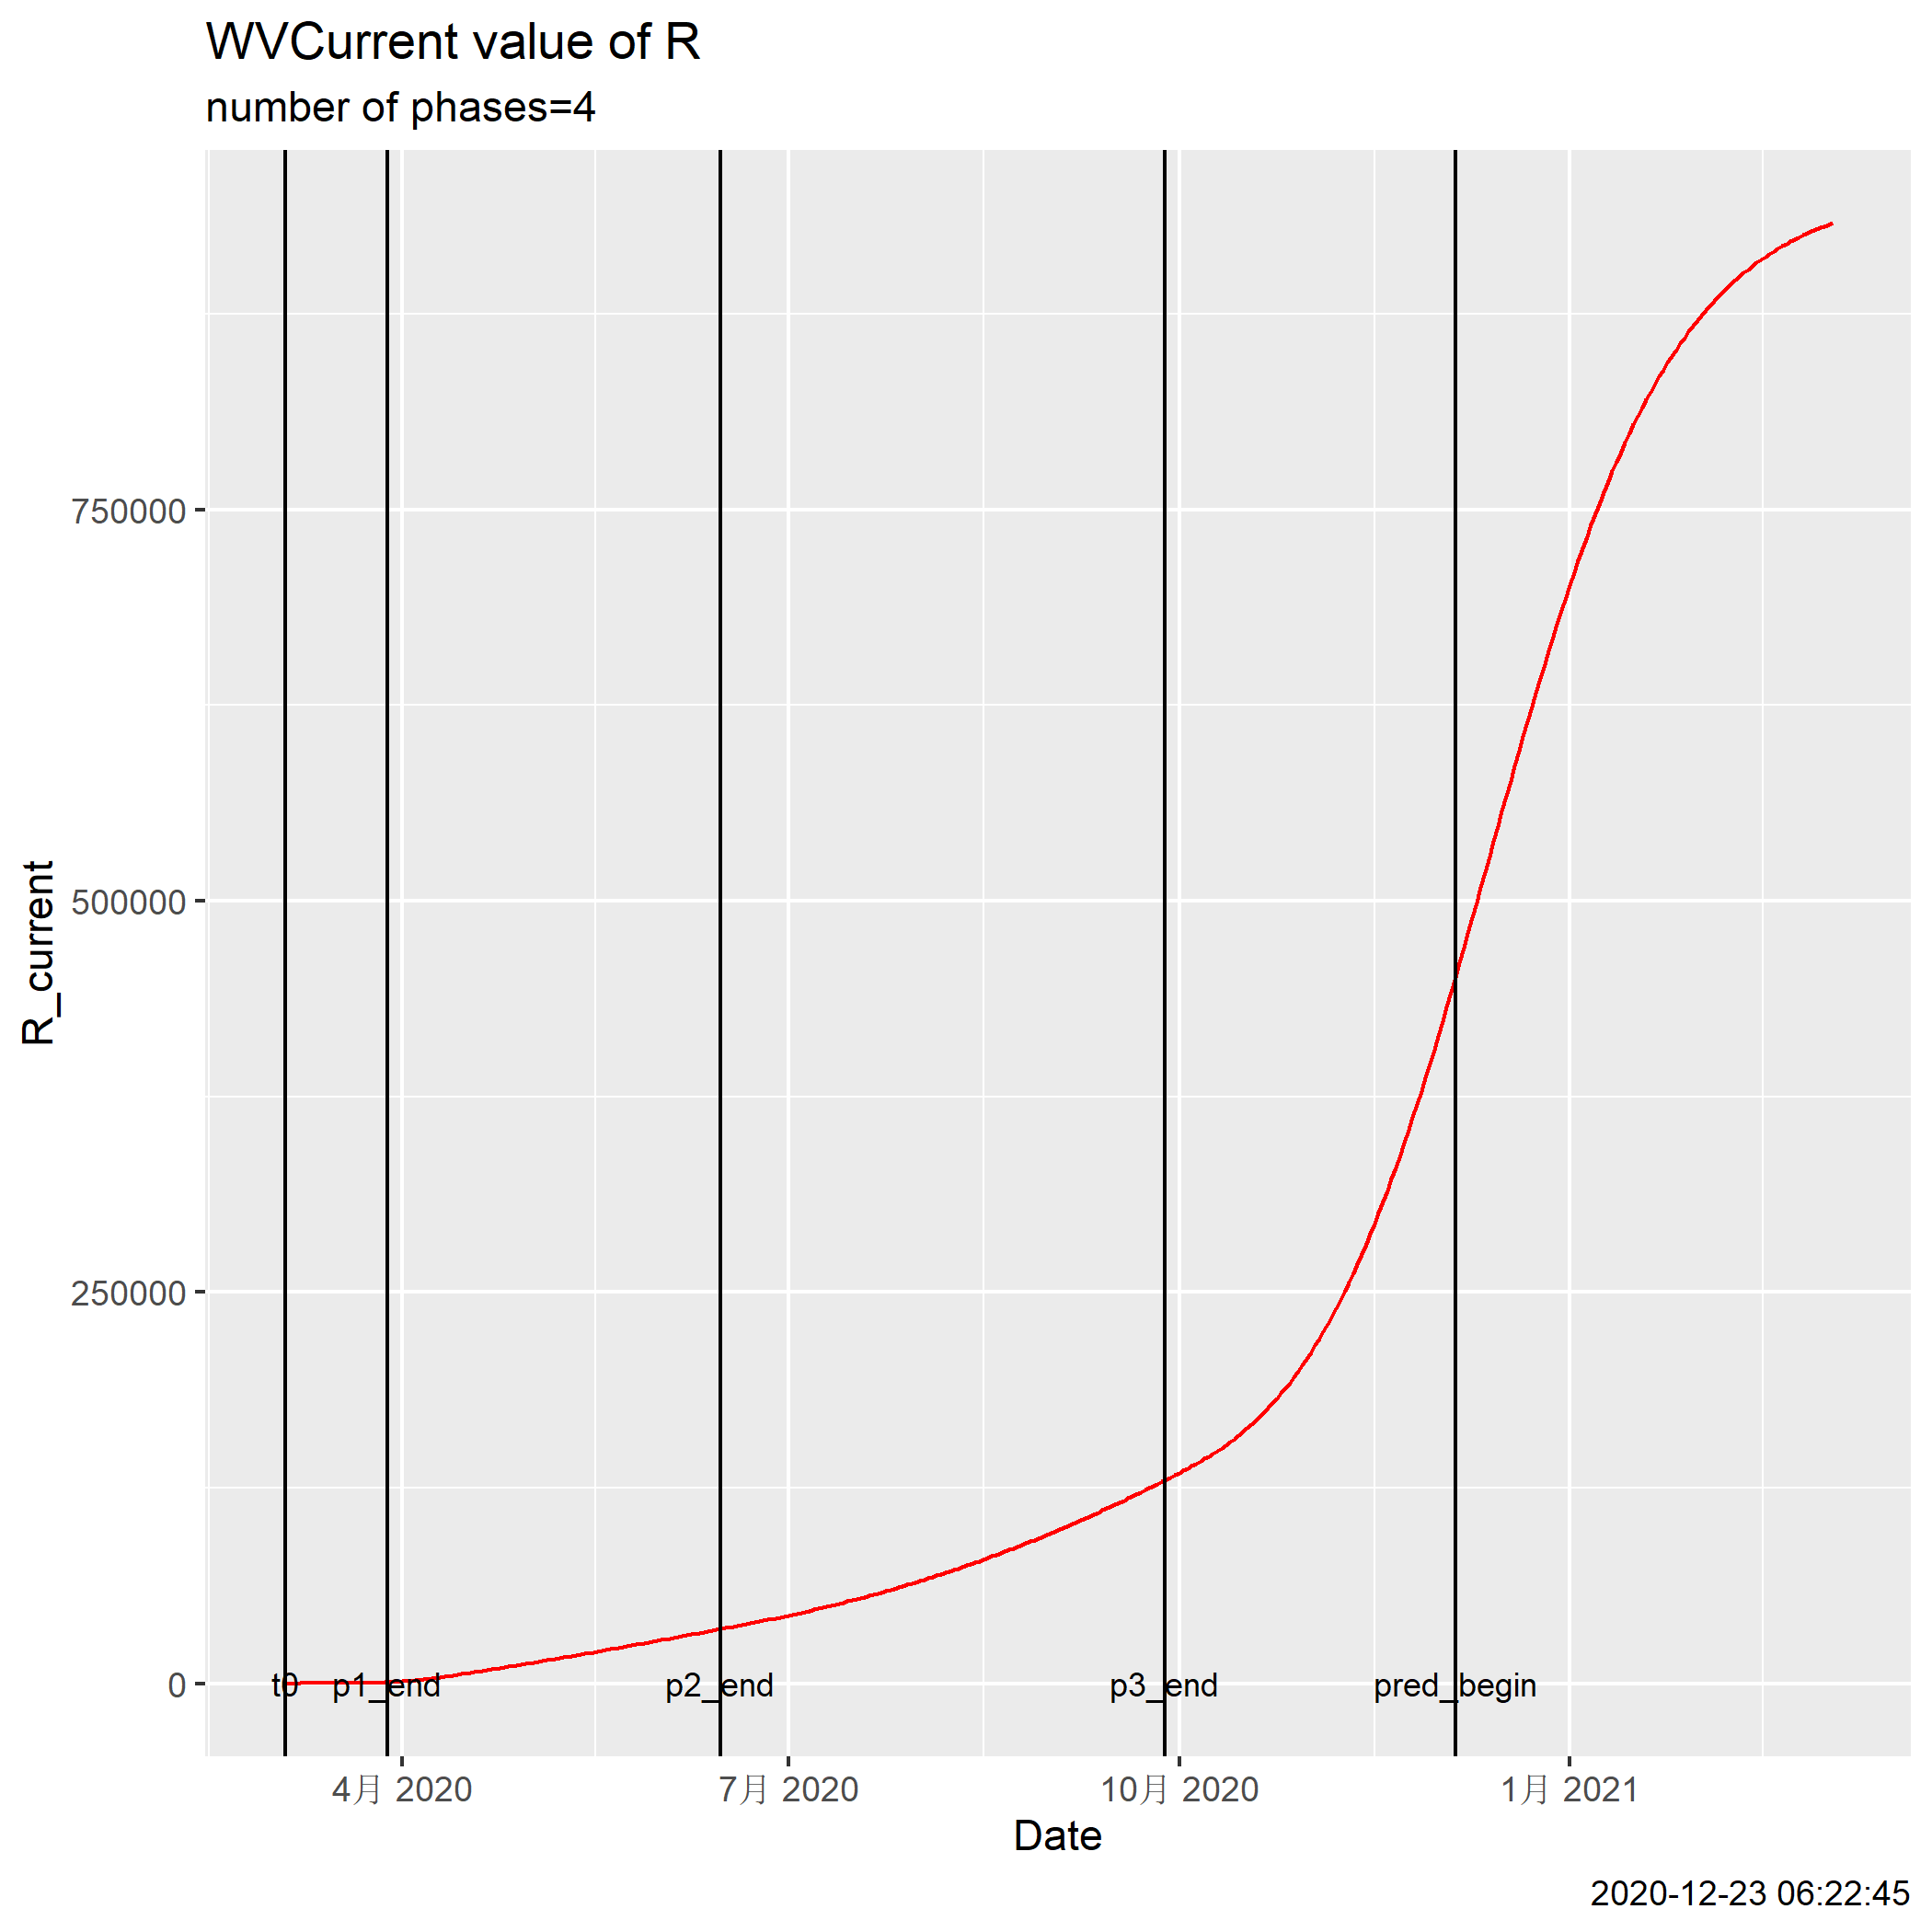 WVCurrent value of R
number of phases=4
R_current
750000
500000
250000
0
t0 p1_end p2_end p3_end pred_begin
4月 2020 7月 2020 10月 2020 1月 2021
Date
2020-12-23 06:22:45